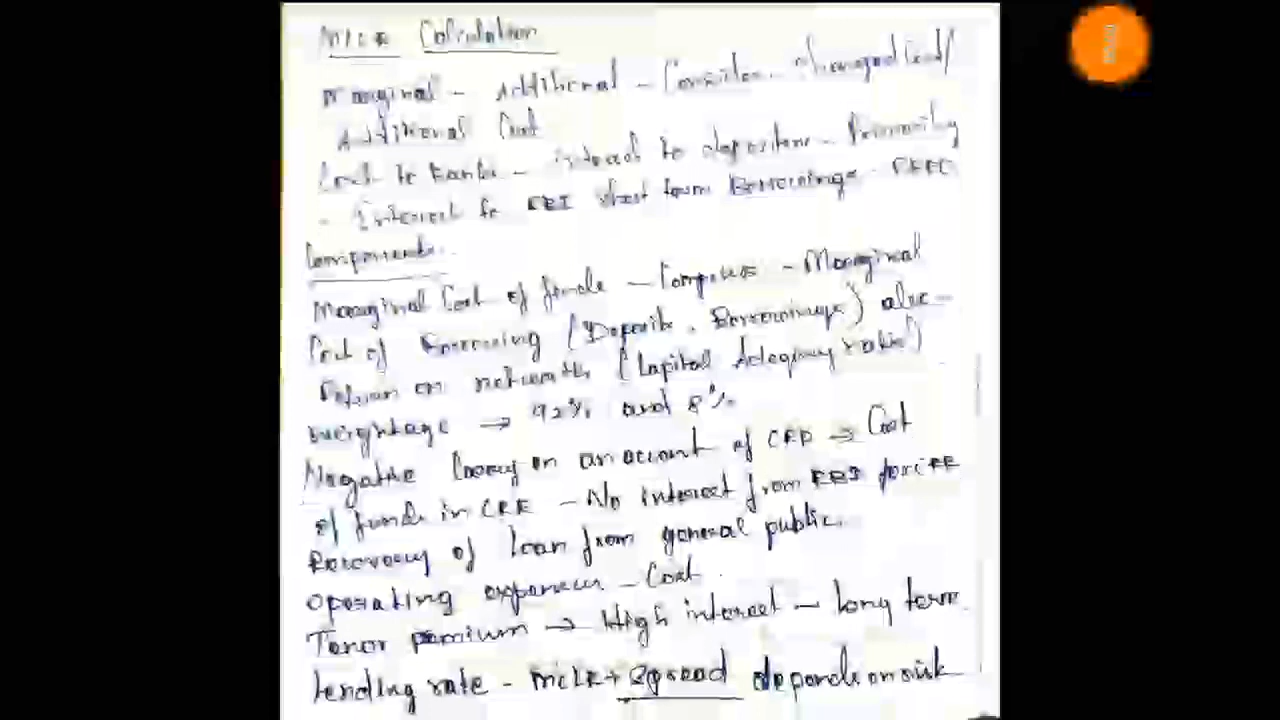 MCLR Calculation
Marginal - Additional - Consider changed cost/
Additional Cost
Cost to Banks - interest to depositors - Primarily
- Interest to RBI short term Borrowings - REPO
Components.
Marginal Cost of funds - Comprises - Marginal
Cost of Borrowing (Deposits, Borrowings) also
Return on networth (Capital Adequacy ratio)
weightage → 92% and 8%
Negative Carry on account of CRR → Cost
of funds in CRR - No interest from RBI for
Recovery of loan from general public.
Operating expenses - Cost.
Tenor premium → High interest - long term
lending rate - MCLR + Spread depends on risk